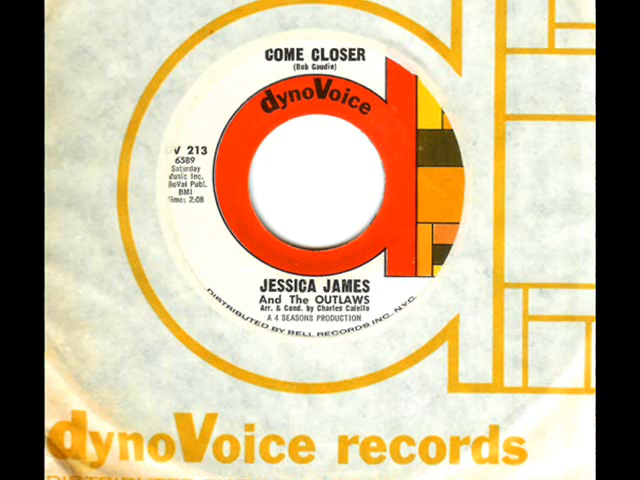 COME CLOSER
(Bob Gaudio)
dynoVoice
V 213
6589
Saturday
Music Inc.
BoVal Publ.
BMI
Time: 2:08
JESSICA JAMES
And The OUTLAWS
Arr. & Cond. by Charles Calello
A 4 SEASONS PRODUCTION
DISTRIBUTED BY BELL RECORDS INC. N.Y.C.
dynoVoice records
DISTRIBUTED